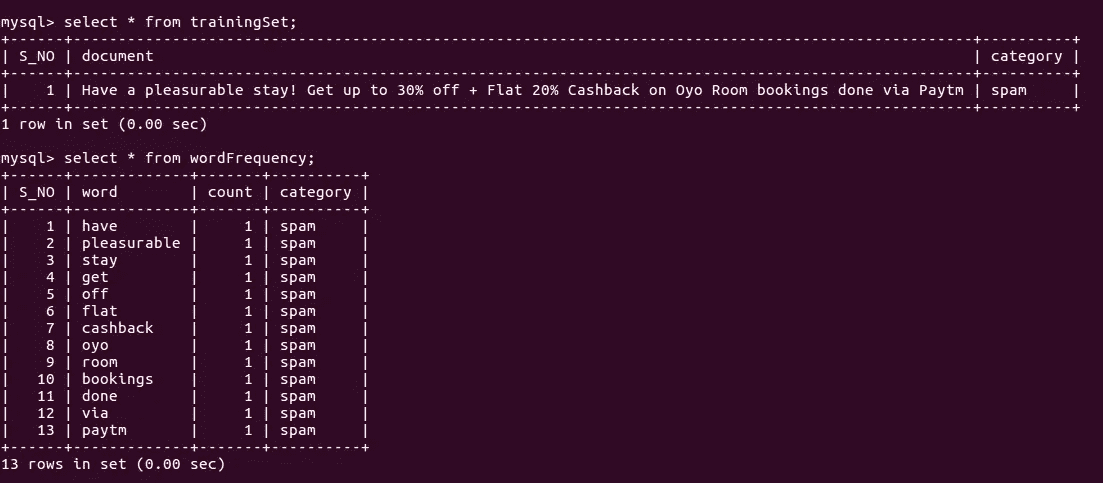 mysql> select * from trainingSet;
+------+----------------------------------------------------------------------------------------------------+----------+
| S_NO | document                                                                                           | category |
+------+----------------------------------------------------------------------------------------------------+----------+
|    1 | Have a pleasurable stay! Get up to 30% off + Flat 20% Cashback on Oyo Room bookings done via Paytm | spam     |
+------+----------------------------------------------------------------------------------------------------+----------+
1 row in set (0.00 sec)

mysql> select * from wordFrequency;
+------+-------------+-------+----------+
| S_NO | word        | count | category |
+------+-------------+-------+----------+
|    1 | have        |     1 | spam     |
|    2 | pleasurable |     1 | spam     |
|    3 | stay        |     1 | spam     |
|    4 | get         |     1 | spam     |
|    5 | off         |     1 | spam     |
|    6 | flat        |     1 | spam     |
|    7 | cashback    |     1 | spam     |
|    8 | oyo         |     1 | spam     |
|    9 | room        |     1 | spam     |
|   10 | bookings    |     1 | spam     |
|   11 | done        |     1 | spam     |
|   12 | via         |     1 | spam     |
|   13 | paytm       |     1 | spam     |
+------+-------------+-------+----------+
13 rows in set (0.00 sec)